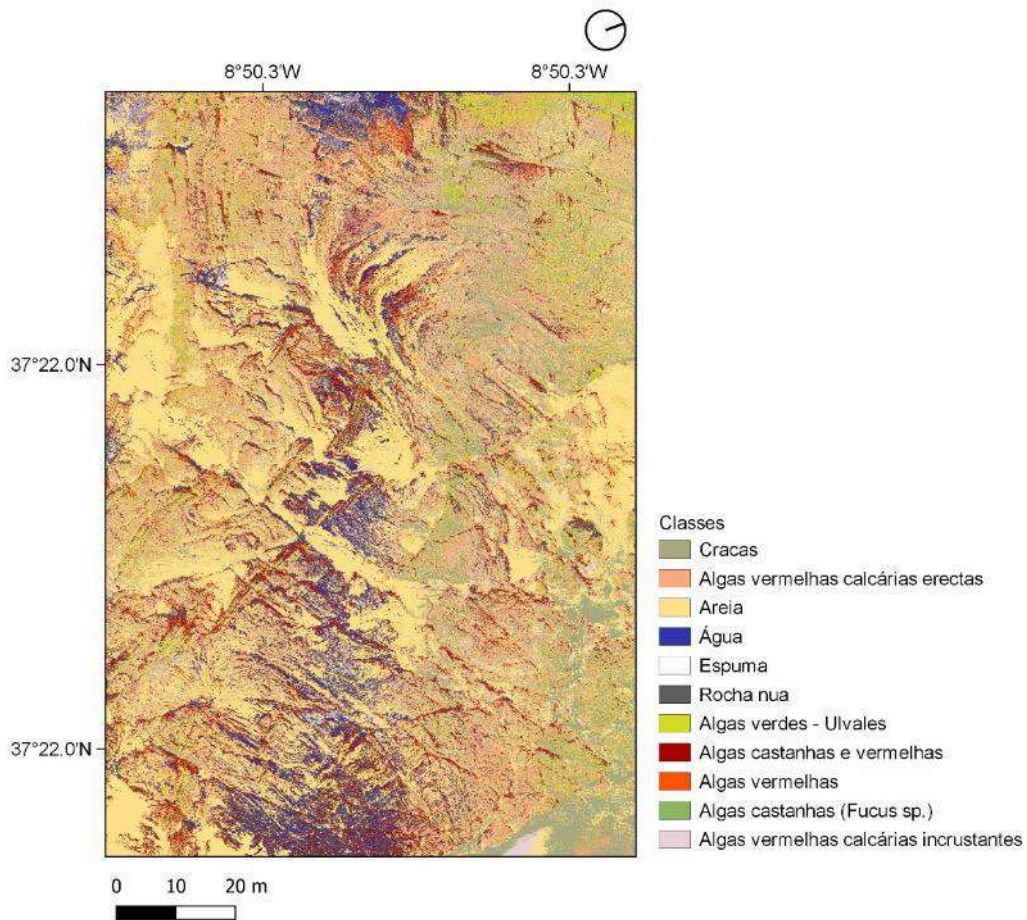 8°50.3'W 8°50.3'W
37°22.0'N
37°22.0'N
Classes
Cracas
Algas vermelhas calcárias erectas
Areia
Água
Espuma
Rocha nua
Algas verdes - Ulvales
Algas castanhas e vermelhas
Algas vermelhas
Algas castanhas (Fucus sp.)
Algas vermelhas calcárias incrustantes
0 10 20 m